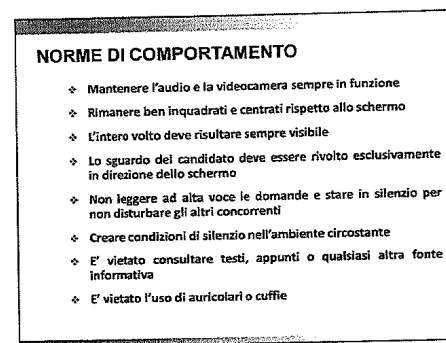 NORME DI COMPORTAMENTO
❖ Mantenere l'audio e la videocamera sempre in funzione
❖ Rimanere ben inquadrati e centrati rispetto allo schermo
❖ L'intero volto deve risultare sempre visibile
❖ Lo sguardo del candidato deve essere rivolto esclusivamente
in direzione dello schermo
❖ Non leggere ad alta voce le domande e stare in silenzio per
non disturbare gli altri concorrenti
❖ Creare condizioni di silenzio nell'ambiente circostante
❖ E' vietato consultare testi, appunti o qualsiasi altra fonte
informativa
❖ E' vietato l'uso di auricolari o cuffie